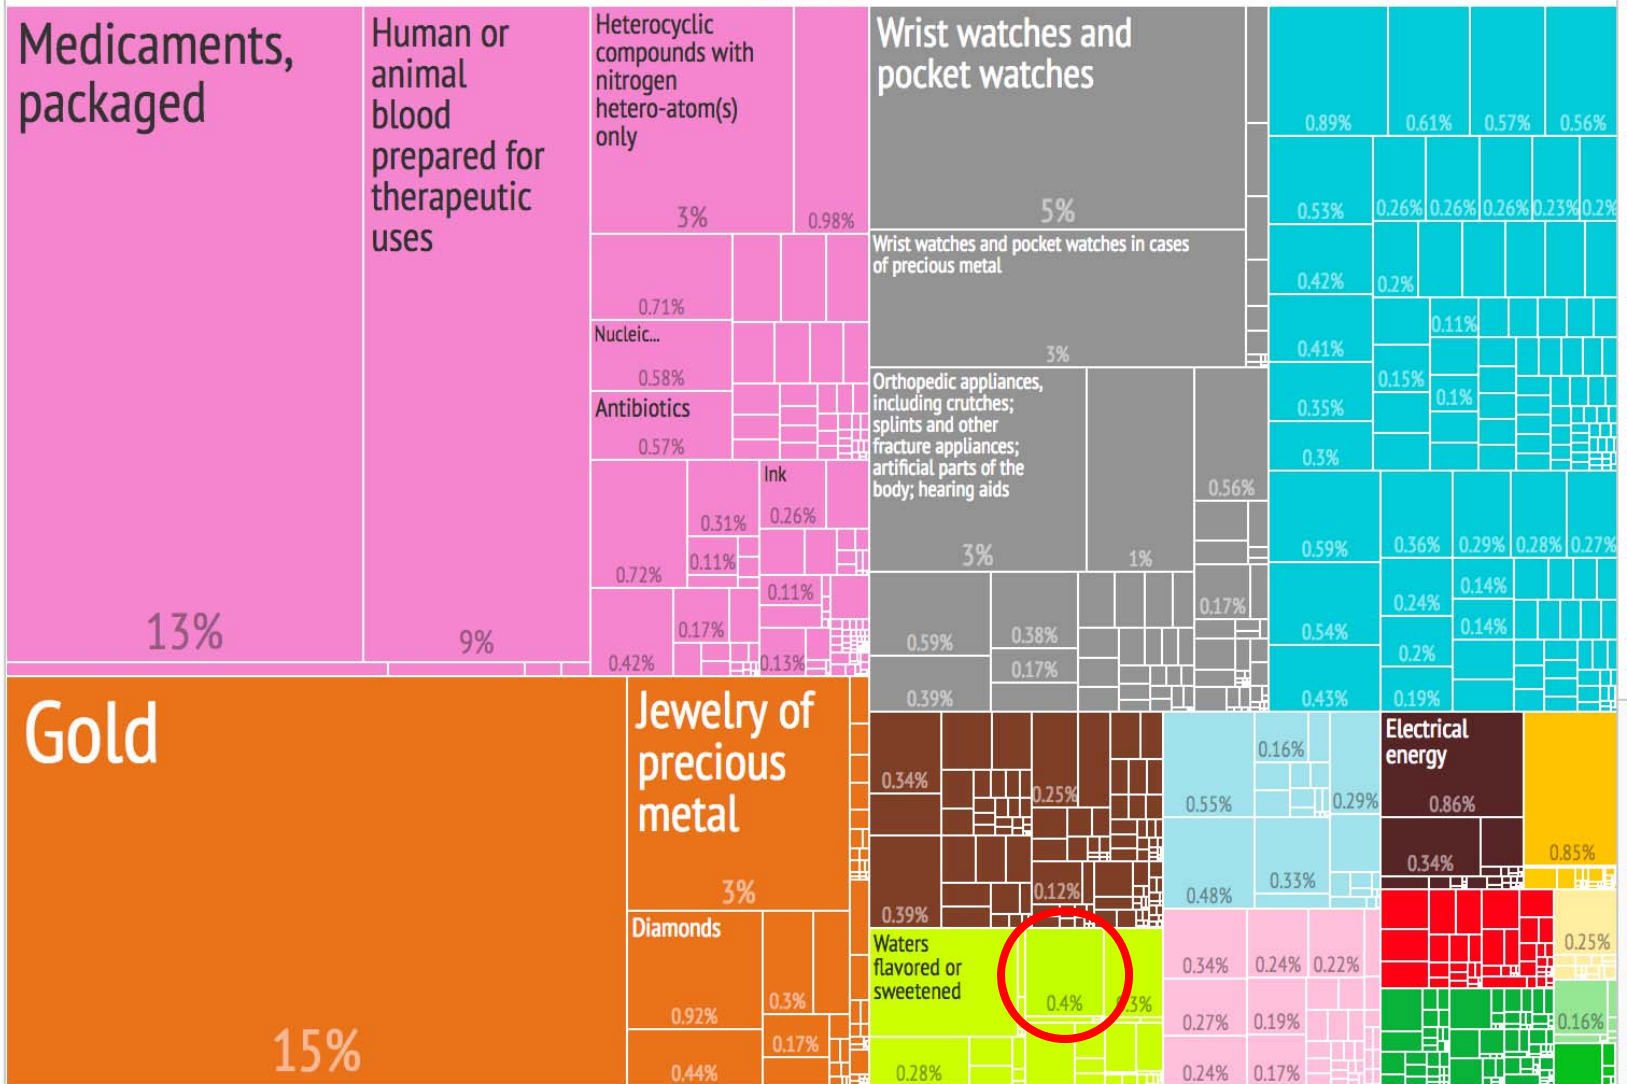 Medicaments,
packaged
13%
Human or
animal
blood
prepared for
therapeutic
uses
9%
Heterocyclic
compounds with
nitrogen
hetero-atom(s)
only
3%
0.98%
0.71%
Nucleic...
0.58%
Antibiotics
0.57%
0.72%
0.31%
0.11%
Ink
0.26%
0.11%
0.42%
0.17%
0.13%
Wrist watches and
pocket watches
5%
Wrist watches and pocket watches in cases
of precious metal
3%
Orthopedic appliances,
including crutches;
splints and other
fracture appliances;
artificial parts of the
body; hearing aids
3%
1%
0.56%
0.17%
0.59%
0.38%
0.17%
0.39%
0.89%
0.61%
0.57%
0.56%
0.53%
0.26%
0.26%
0.26%
0.23%
0.2%
0.42%
0.2%
0.41%
0.11%
0.15%
0.1%
0.35%
0.3%
0.59%
0.36%
0.29%
0.28%
0.27%
0.24%
0.14%
0.54%
0.14%
0.2%
0.43%
0.19%
Gold
15%
Jewelry of
precious
metal
3%
Diamonds
0.92%
0.3%
0.17%
0.44%
0.34%
0.25%
0.12%
0.39%
Waters
flavored or
sweetened
0.4%
0.28%
0.55%
0.16%
0.29%
0.48%
0.33%
0.34%
0.24%
0.22%
0.27%
0.19%
0.24%
0.17%
Electrical
energy
0.86%
0.34%
0.85%
0.25%
0.16%